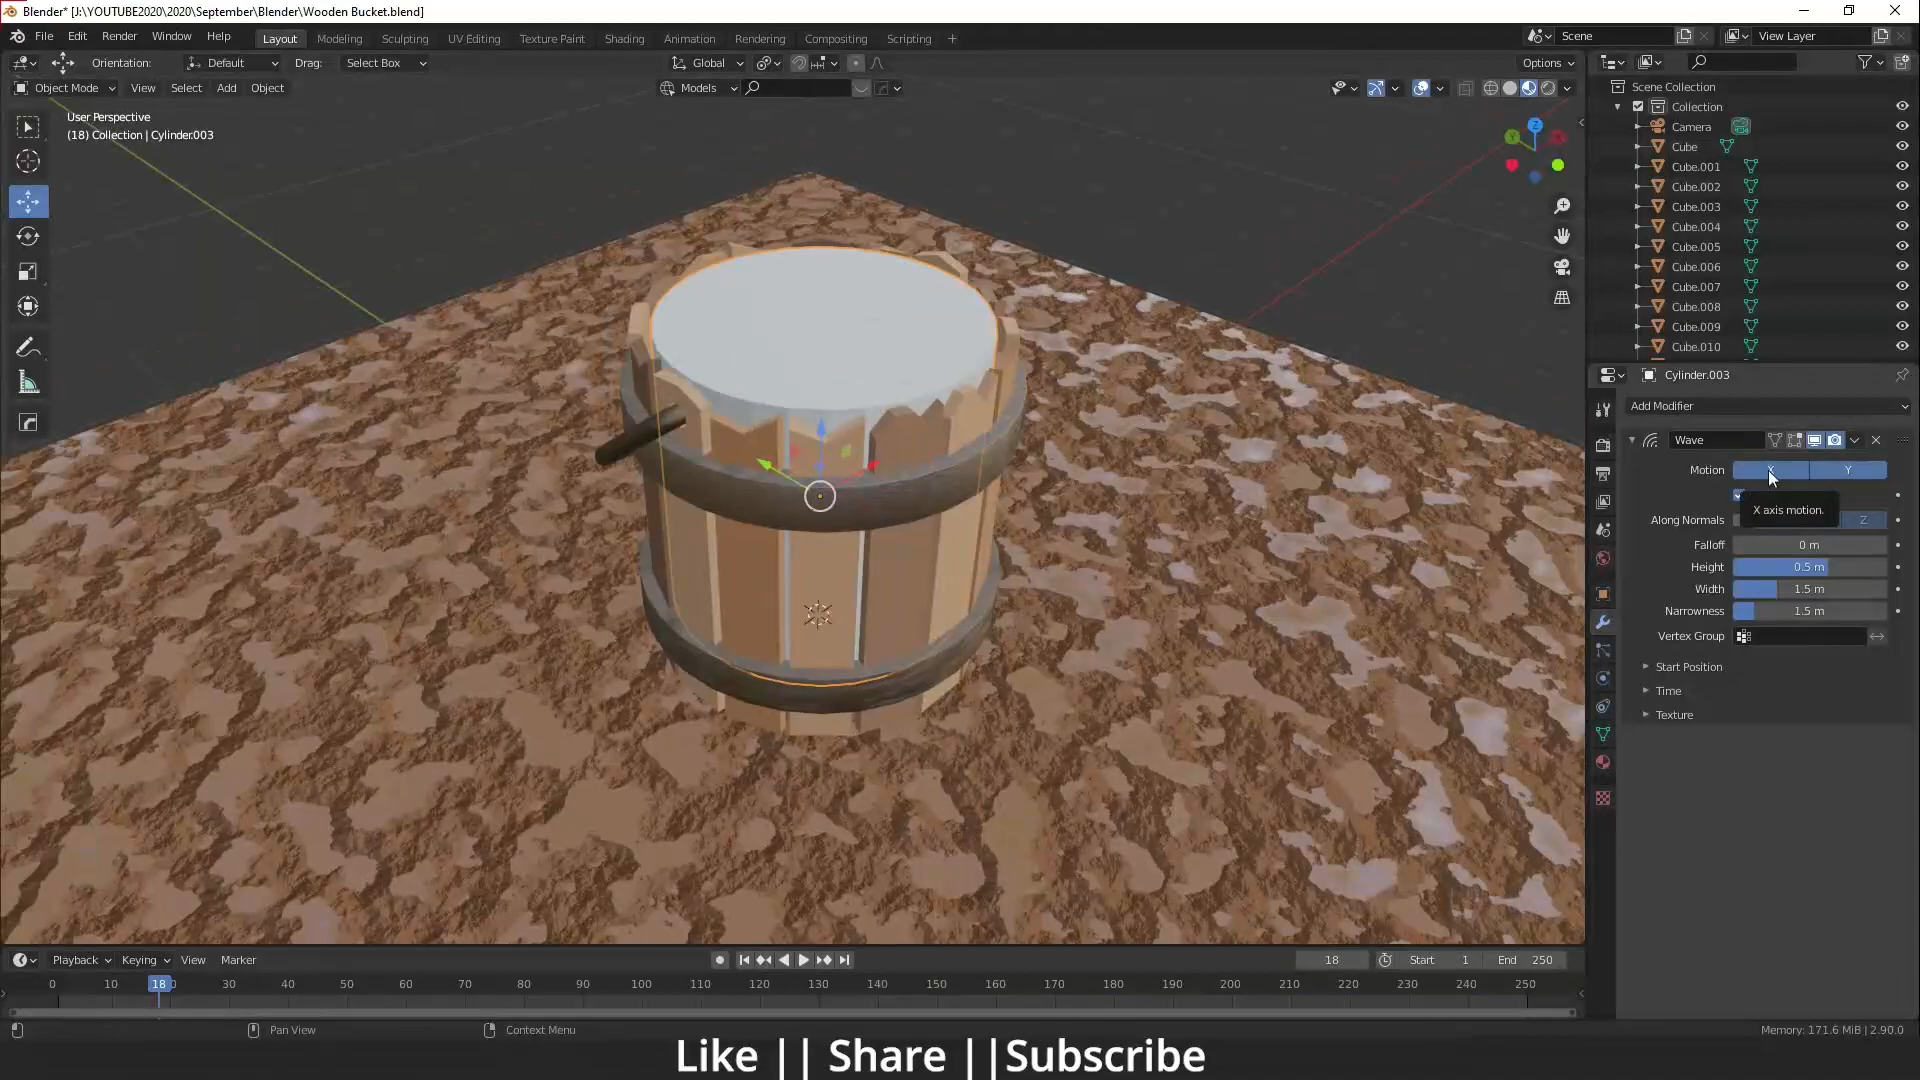 Blender* [J:\YOUTUBE2020\2020\September\Blender\Wooden Bucket.blend]
File Edit Render Window Help Layout Modeling Sculpting UV Editing Texture Paint Shading Animation Rendering Compositing Scripting + Scene View Layer
Orientation: Default Drag: Select Box Global Options
Object Mode View Select Add Object Models
User Perspective
(18) Collection | Cylinder.003
Z
Y
Scene Collection
Collection
Camera
Cube
Cube.001
Cube.002
Cube.003
Cube.004
Cube.005
Cube.006
Cube.007
Cube.008
Cube.009
Cube.010
Cylinder.003
Add Modifier
Wave
Motion X Y
X axis motion.
Along Normals Z
Falloff 0 m
Height 0.5 m
Width 1.5 m
Narrowness 1.5 m
Vertex Group
Start Position
Time
Texture
Playback Keying View Marker 18 Start 1 End 250
0 10 18 30 40 50 60 70 80 90 100 110 120 130 140 150 160 170 180 190 200 210 220 230 240 250
Pan View Context Menu Memory: 171.6 MiB | 2.90.0
Like || Share ||Subscribe